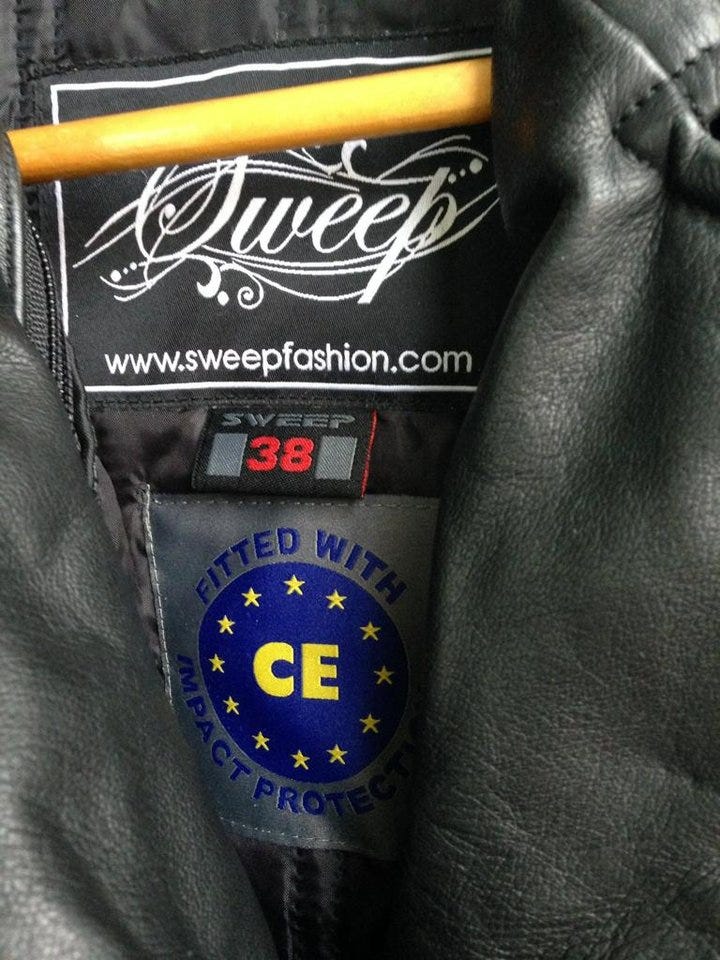 Sweep
www.sweepfashion.com
SWEEP
38
FITTED WITH
CE
IMPACT PROTECTI